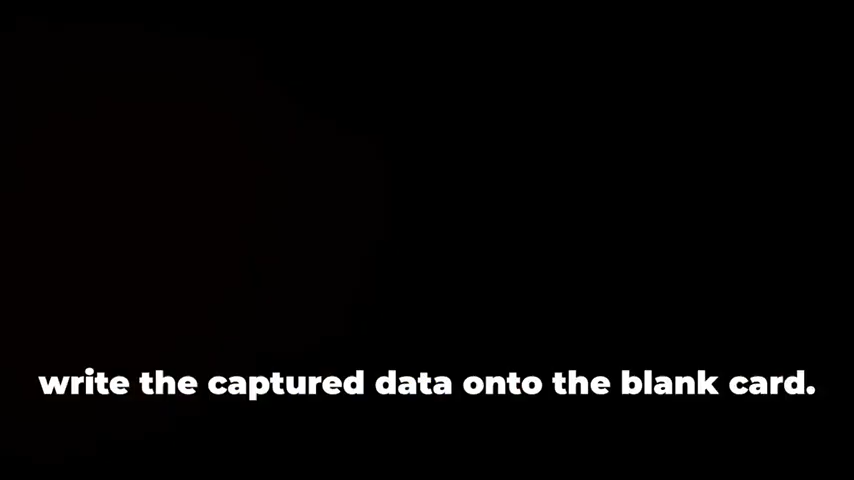 write the captured data onto the blank card.